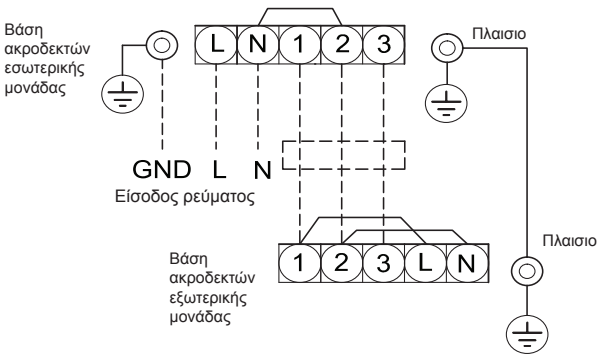 Βάση
ακροδεκτών
εσωτερικής
μονάδας
L N 1 2 3
Πλαισιο
GND L N
Είσοδος ρεύματος
Βάση
ακροδεκτών
εξωτερικής
μονάδας
1 2 3 L N
Πλαισιο